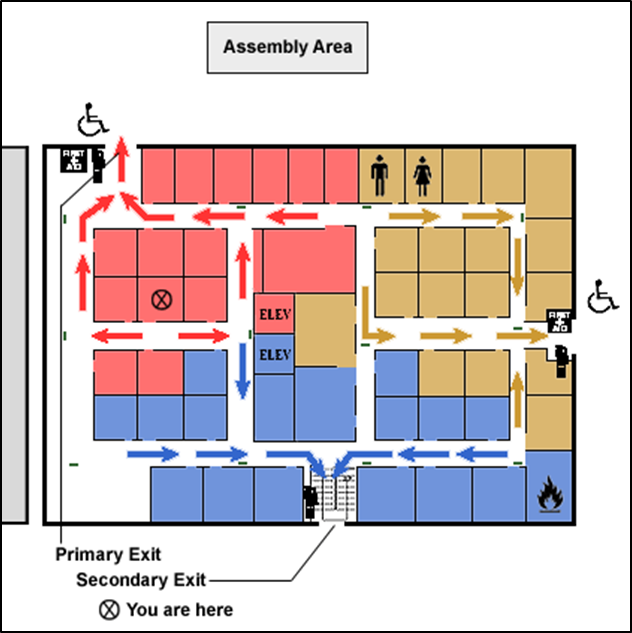 Assembly Area
FIRST
AID
ELEV
FIRST
AID
ELEV
Primary Exit
Secondary Exit
You are here